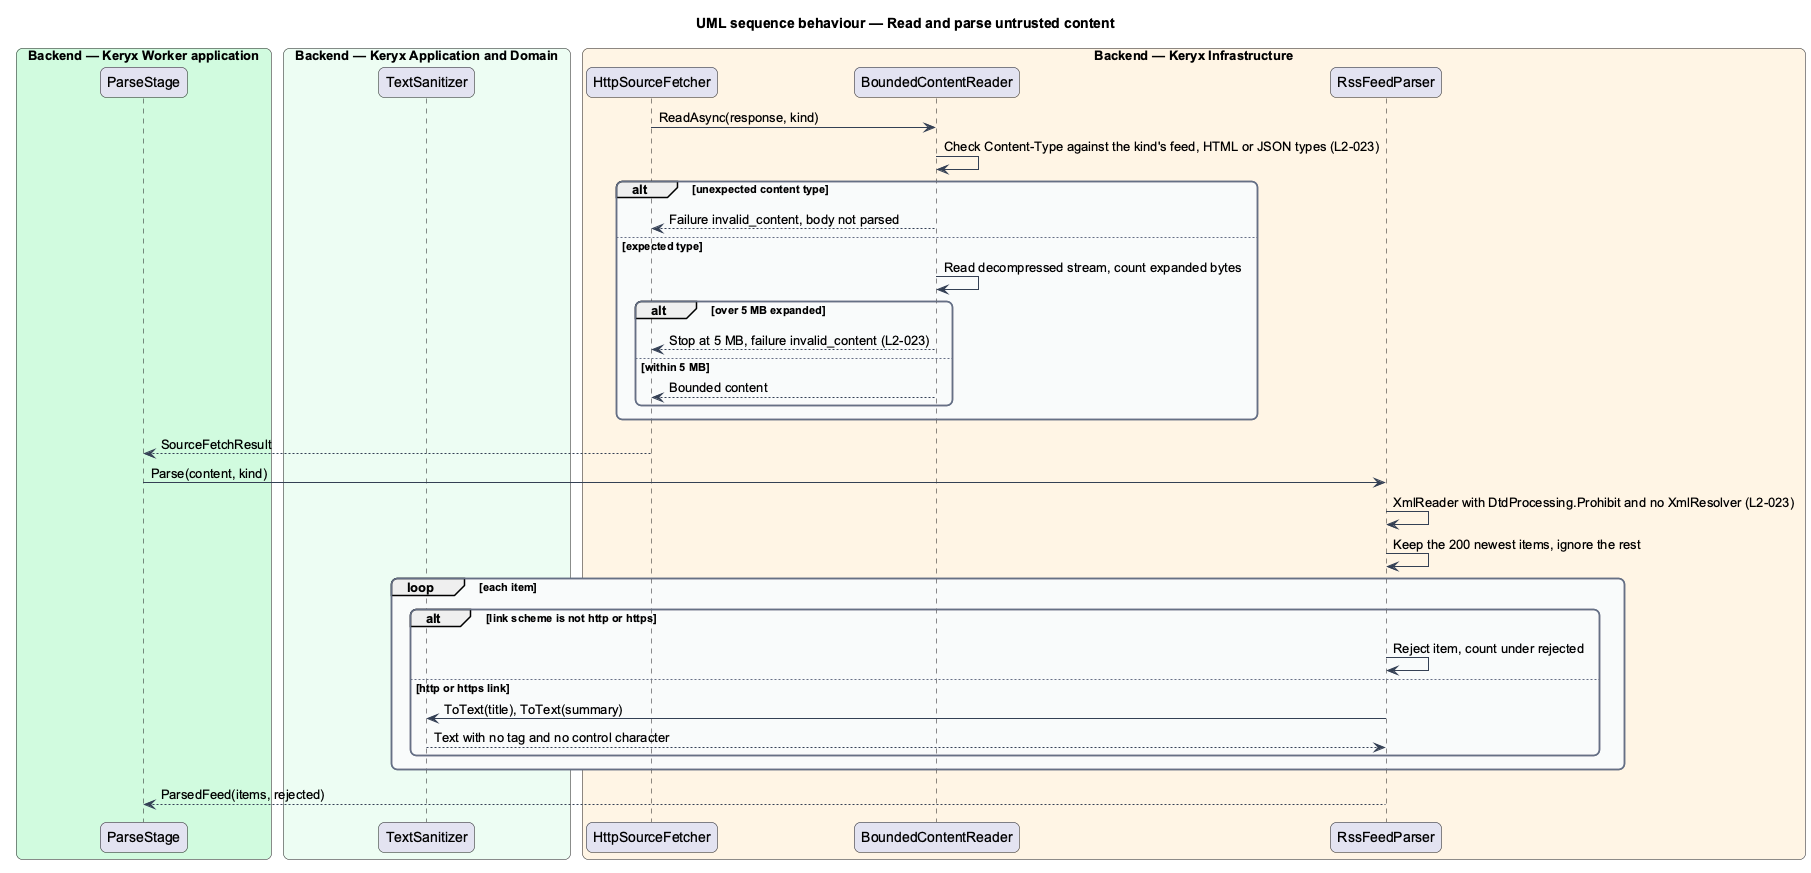 UML sequence behaviour — Read and parse untrusted content
Backend — Keryx Worker application
Backend — Keryx Application and Domain
Backend — Keryx Infrastructure
ParseStage
TextSanitizer
HttpSourceFetcher
BoundedContentReader
RssFeedParser
ReadAsync(response, kind)
Check Content-Type against the kind's feed, HTML or JSON types (L2-023)
alt
[unexpected content type]
Failure invalid_content, body not parsed
[expected type]
Read decompressed stream, count expanded bytes
alt
[over 5 MB expanded]
Stop at 5 MB, failure invalid_content (L2-023)
[within 5 MB]
Bounded content
SourceFetchResult
Parse(content, kind)
XmlReader with DtdProcessing.Prohibit and no XmlResolver (L2-023)
Keep the 200 newest items, ignore the rest
loop
[each item]
alt
[link scheme is not http or https]
Reject item, count under rejected
[http or https link]
ToText(title), ToText(summary)
Text with no tag and no control character
ParsedFeed(items, rejected)
ParseStage
TextSanitizer
HttpSourceFetcher
BoundedContentReader
RssFeedParser